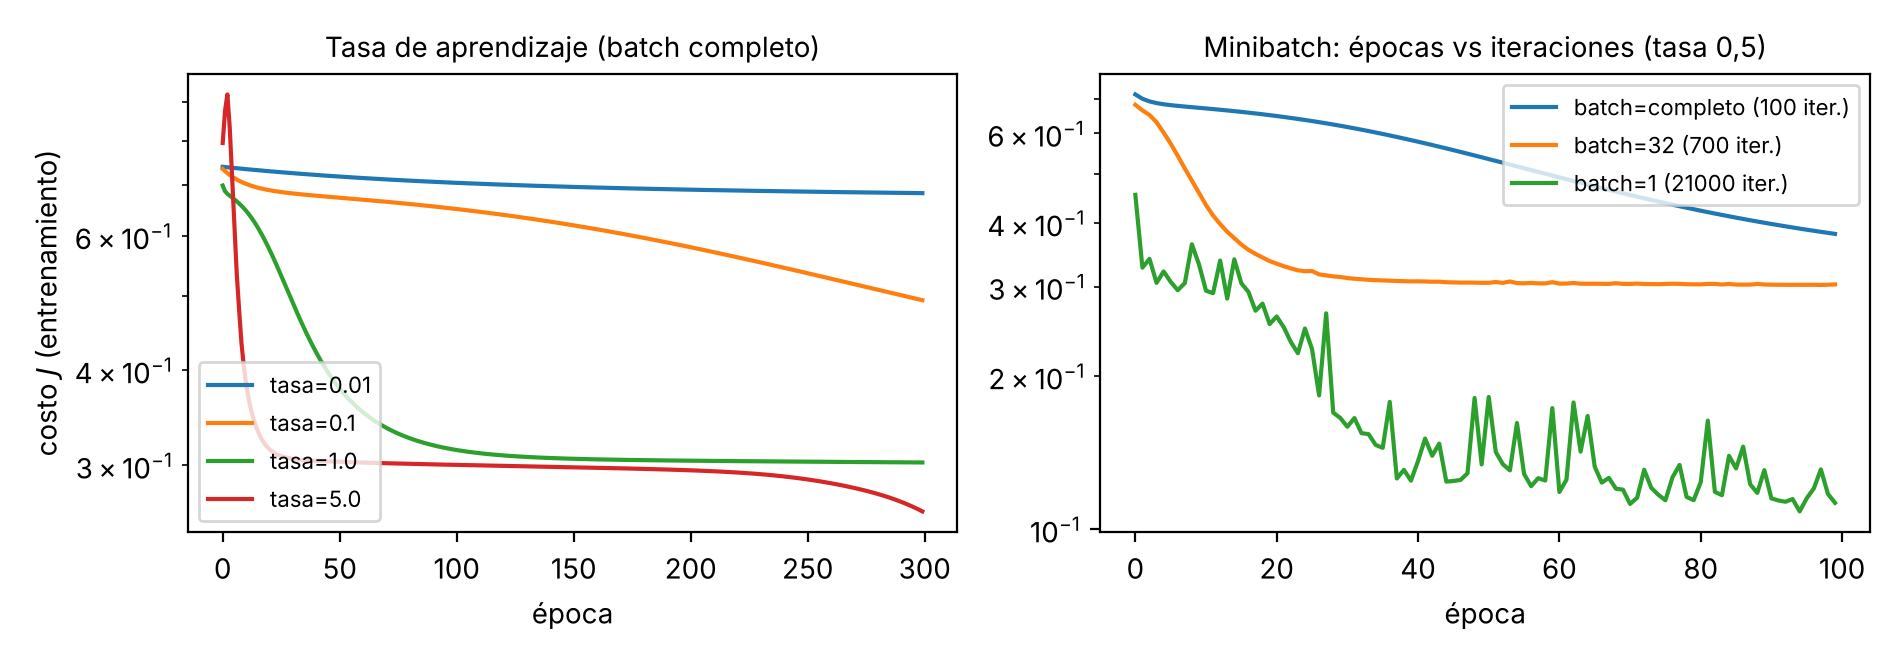 Tasa de aprendizaje (batch completo)
costo J (entrenamiento)
6 × 10⁻¹
4 × 10⁻¹
3 × 10⁻¹
tasa=0.01
tasa=0.1
tasa=1.0
tasa=5.0
0 50 100 150 200 250 300
época
Minibatch: épocas vs iteraciones (tasa 0,5)
batch=completo (100 iter.)
batch=32 (700 iter.)
batch=1 (21000 iter.)
6 × 10⁻¹
4 × 10⁻¹
3 × 10⁻¹
2 × 10⁻¹
10⁻¹
0 20 40 60 80 100
época